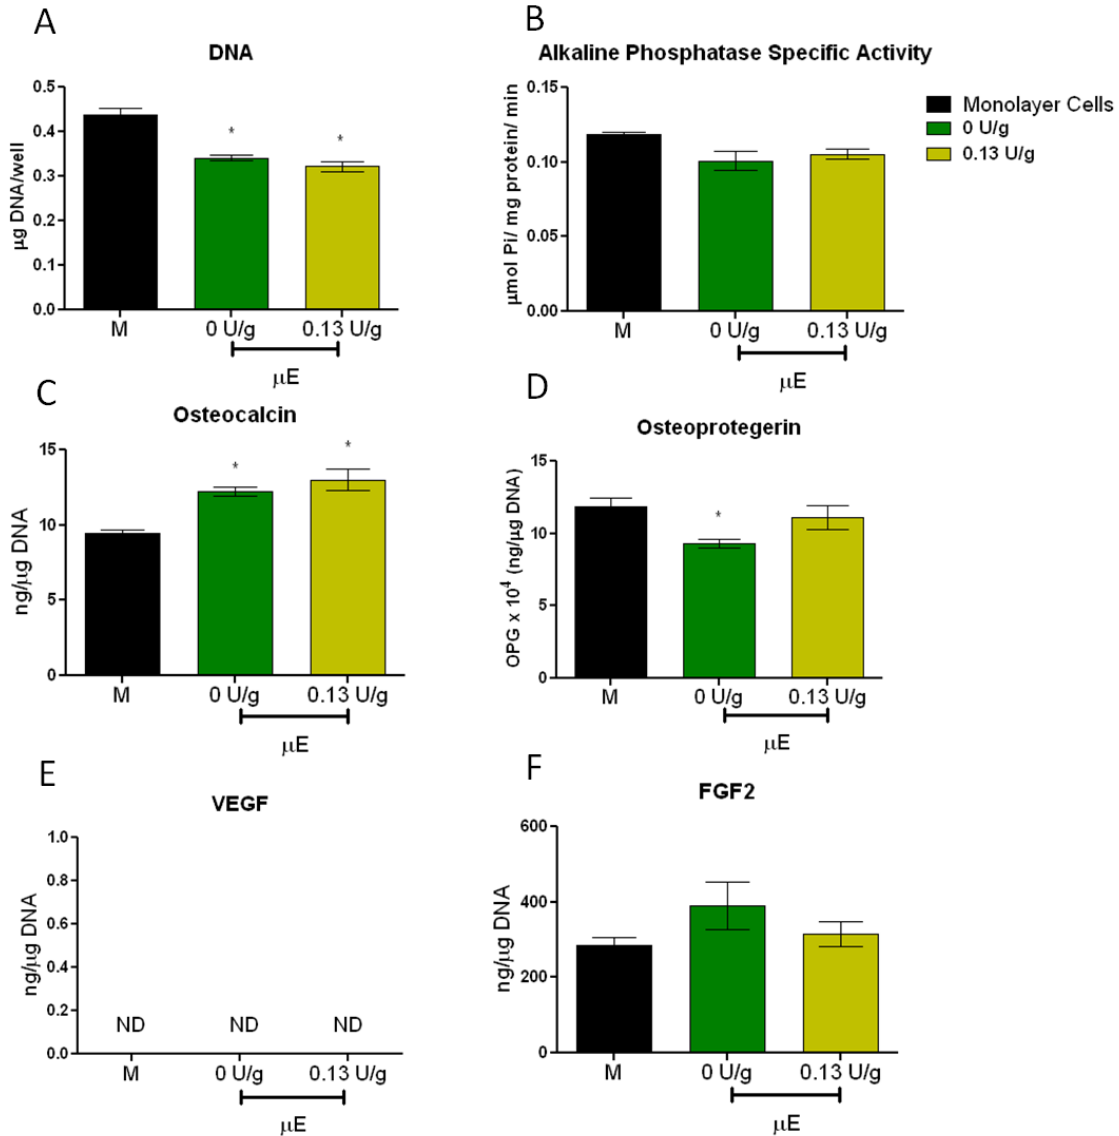 A
DNA
µg DNA/well
0.5
0.4
0.3
0.2
0.1
0.0
*
*
M
0 U/g
0.13 U/g
µE
B
Alkaline Phosphatase Specific Activity
µmol Pi/ mg protein/ min
0.15
0.10
0.05
0.00
M
0 U/g
0.13 U/g
µE
Monolayer Cells
0 U/g
0.13 U/g
C
Osteocalcin
ng/µg DNA
15
10
5
0
*
*
M
0 U/g
0.13 U/g
µE
D
Osteoprotegerin
OPG x 10⁴ (ng/µg DNA)
15
10
5
0
*
M
0 U/g
0.13 U/g
µE
E
VEGF
ng/µg DNA
1.0
0.8
0.6
0.4
0.2
0.0
ND
ND
ND
M
0 U/g
0.13 U/g
µE
F
FGF2
ng/µg DNA
600
400
200
0
M
0 U/g
0.13 U/g
µE